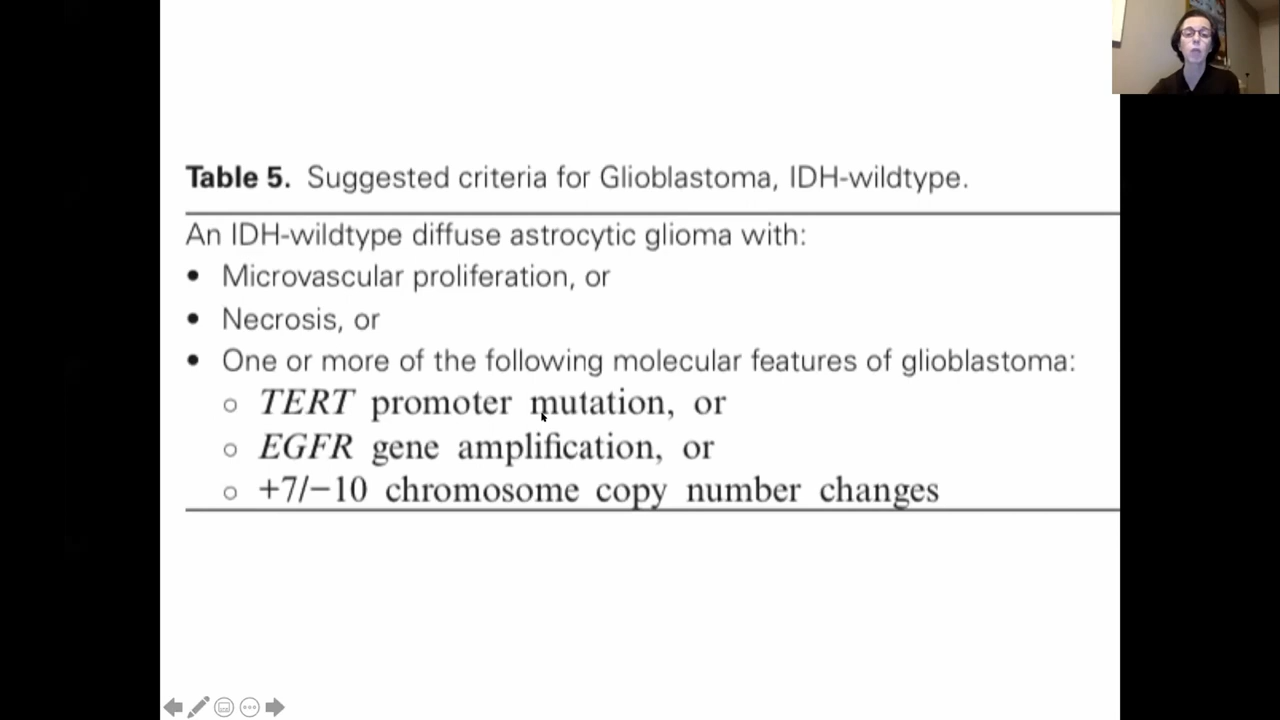 Table 5. Suggested criteria for Glioblastoma, IDH-wildtype.
An IDH-wildtype diffuse astrocytic glioma with:
• Microvascular proliferation, or
• Necrosis, or
• One or more of the following molecular features of glioblastoma:
○ TERT promoter mutation, or
○ EGFR gene amplification, or
○ +7/−10 chromosome copy number changes